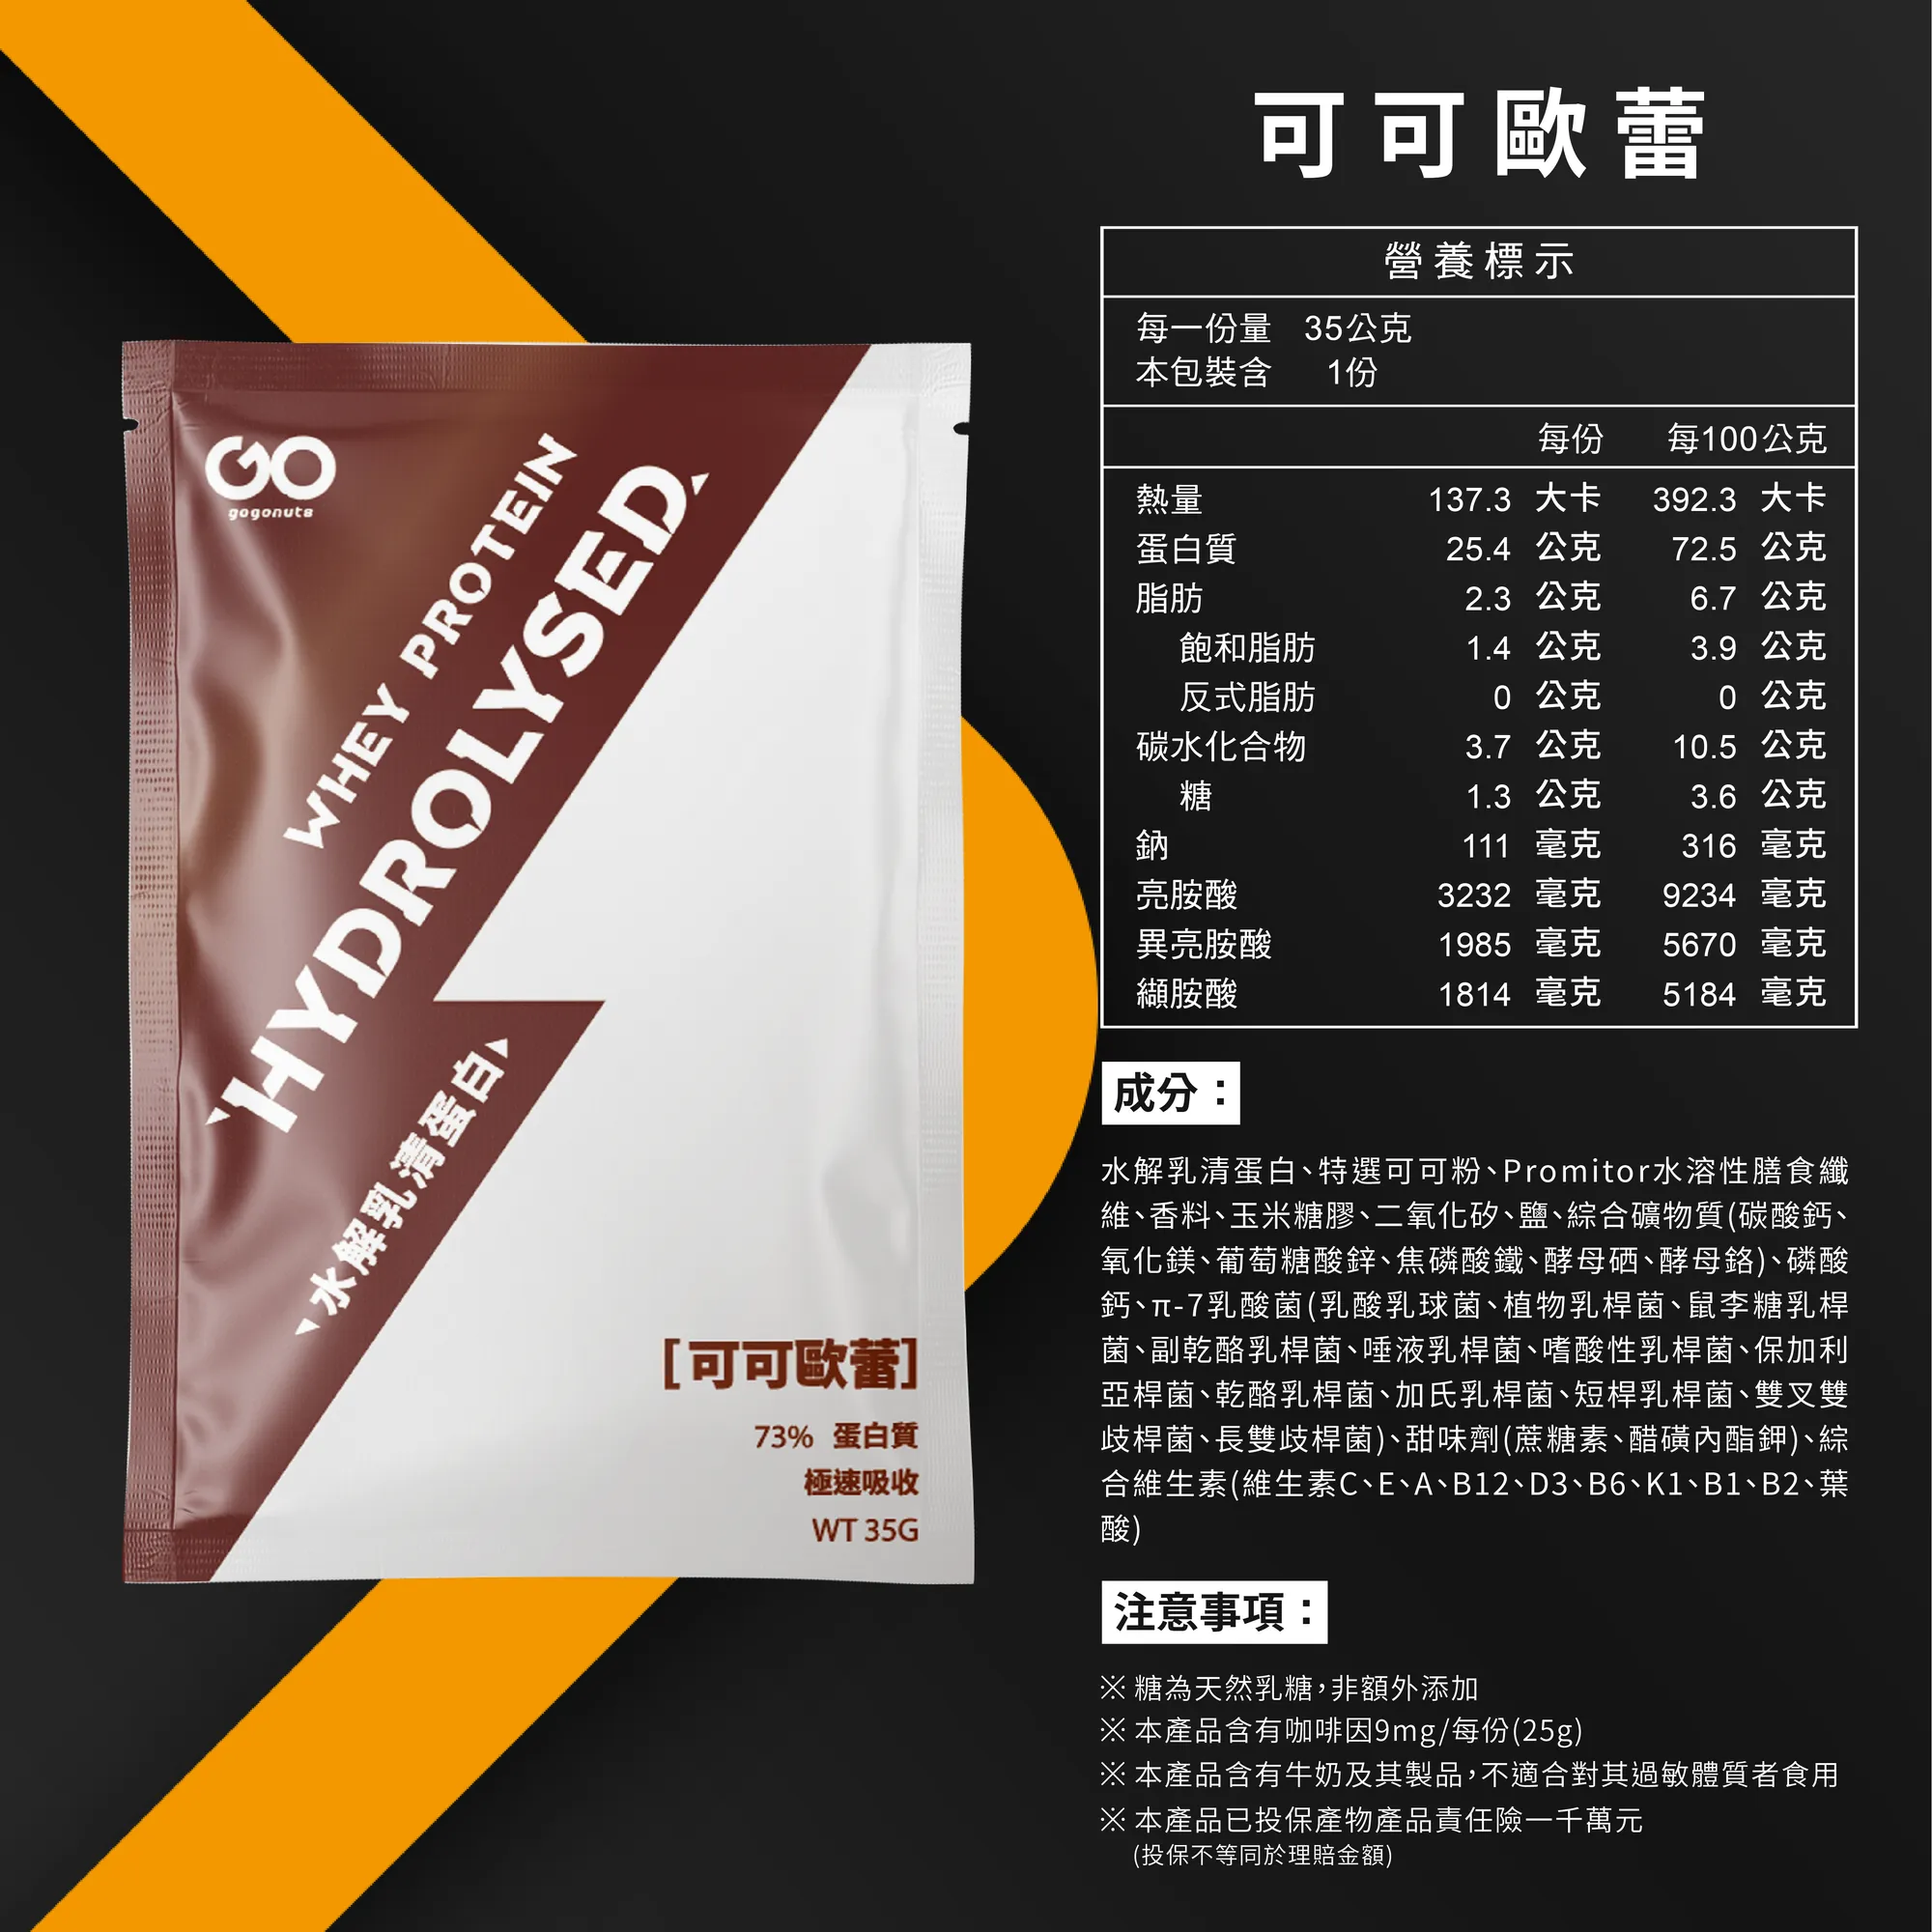 GO
gogonuts
WHEY PROTEIN
HYDROLYSED
水解乳清蛋白
[可可歐蕾]
73% 蛋白質
極速吸收
WT 35G
可可歐蕾
營養標示
每一份量 35公克
本包裝含 1份
每份 每100公克
熱量 137.3 大卡 392.3 大卡
蛋白質 25.4 公克 72.5 公克
脂肪 2.3 公克 6.7 公克
飽和脂肪 1.4 公克 3.9 公克
反式脂肪 0 公克 0 公克
碳水化合物 3.7 公克 10.5 公克
糖 1.3 公克 3.6 公克
鈉 111 毫克 316 毫克
亮胺酸 3232 毫克 9234 毫克
異亮胺酸 1985 毫克 5670 毫克
纈胺酸 1814 毫克 5184 毫克
成分：
水解乳清蛋白、特選可可粉、Promitor水溶性膳食纖
維、香料、玉米糖膠、二氧化矽、鹽、綜合礦物質(碳酸鈣、
氧化鎂、葡萄糖酸鋅、焦磷酸鐵、酵母硒、酵母鉻)、磷酸
鈣、π-7乳酸菌(乳酸乳球菌、植物乳桿菌、鼠李糖乳桿
菌、副乾酪乳桿菌、唾液乳桿菌、嗜酸性乳桿菌、保加利
亞桿菌、乾酪乳桿菌、加氏乳桿菌、短桿乳桿菌、雙叉雙
歧桿菌、長雙歧桿菌)、甜味劑(蔗糖素、醋磺內酯鉀)、綜
合維生素(維生素C、E、A、B12、D3、B6、K1、B1、B2、葉
酸)
注意事項：
※ 糖為天然乳糖，非額外添加
※ 本產品含有咖啡因9mg/每份(25g)
※ 本產品含有牛奶及其製品，不適合對其過敏體質者食用
※ 本產品已投保產物產品責任險一千萬元
(投保不等同於理賠金額)